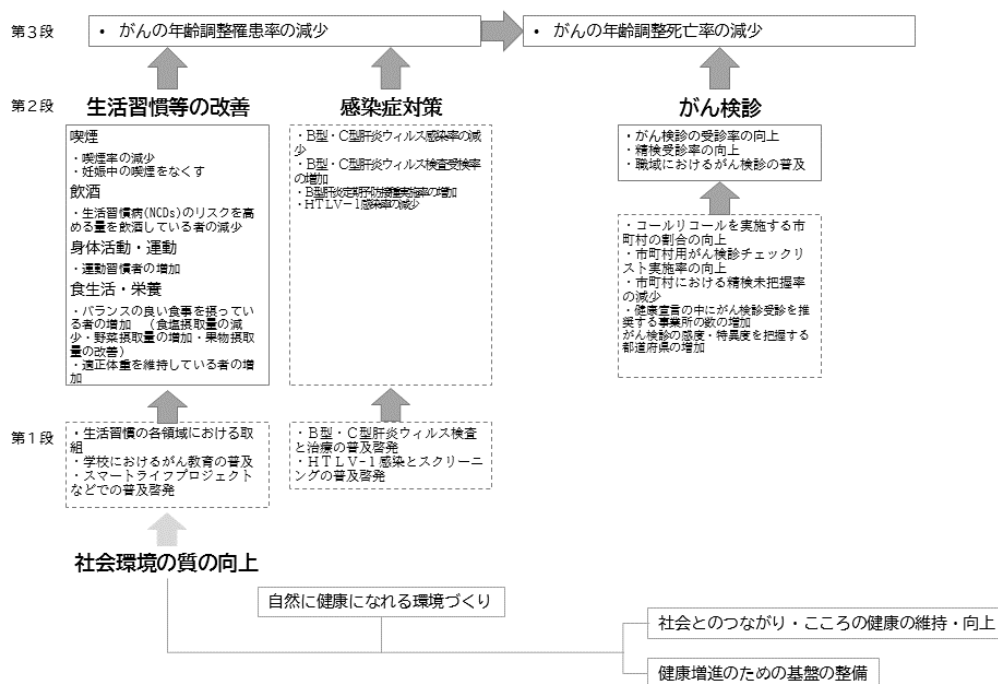 第3段
・ がんの年齢調整罹患率の減少
・ がんの年齢調整死亡率の減少
第2段
生活習慣等の改善
喫煙
・喫煙率の減少
・妊娠中の喫煙をなくす
飲酒
・生活習慣病(NCDs)のリスクを高
める量を飲酒している者の減少
身体活動・運動
・運動習慣者の増加
食生活・栄養
・バランスの良い食事を摂ってい
る者の増加 (食塩摂取量の減
少・野菜摂取量の増加・果物摂取
量の改善)
・適正体重を維持している者の増
加
感染症対策
・B型・C型肝炎ウィルス感染率の減
少
・B型・C型肝炎ウィルス検査受検率
の増加
・B型肝炎定期予防接種実施率の増加
・HTLV-1感染率の減少
がん検診
・がん検診の受診率の向上
・精検受診率の向上
・職域におけるがん検診の普及
・コールリコールを実施する市
町村の割合の向上
・市町村用がん検診チェックリ
スト実施率の向上
・市町村における精検未把握率
の減少
・健康宣言の中にがん検診受診を推
奨する事業所の数の増加
がん検診の感度・特異度を把握する
都道府県の増加
第1段
・生活習慣の各領域における取
組
・学校におけるがん教育の普及
・スマートライフプロジェクト
などでの普及啓発
・B型・C型肝炎ウィルス検査
と治療の普及啓発
・HTLV-1感染とスクリーニ
ングの普及啓発
社会環境の質の向上
自然に健康になれる環境づくり
社会とのつながり・こころの健康の維持・向上
健康増進のための基盤の整備